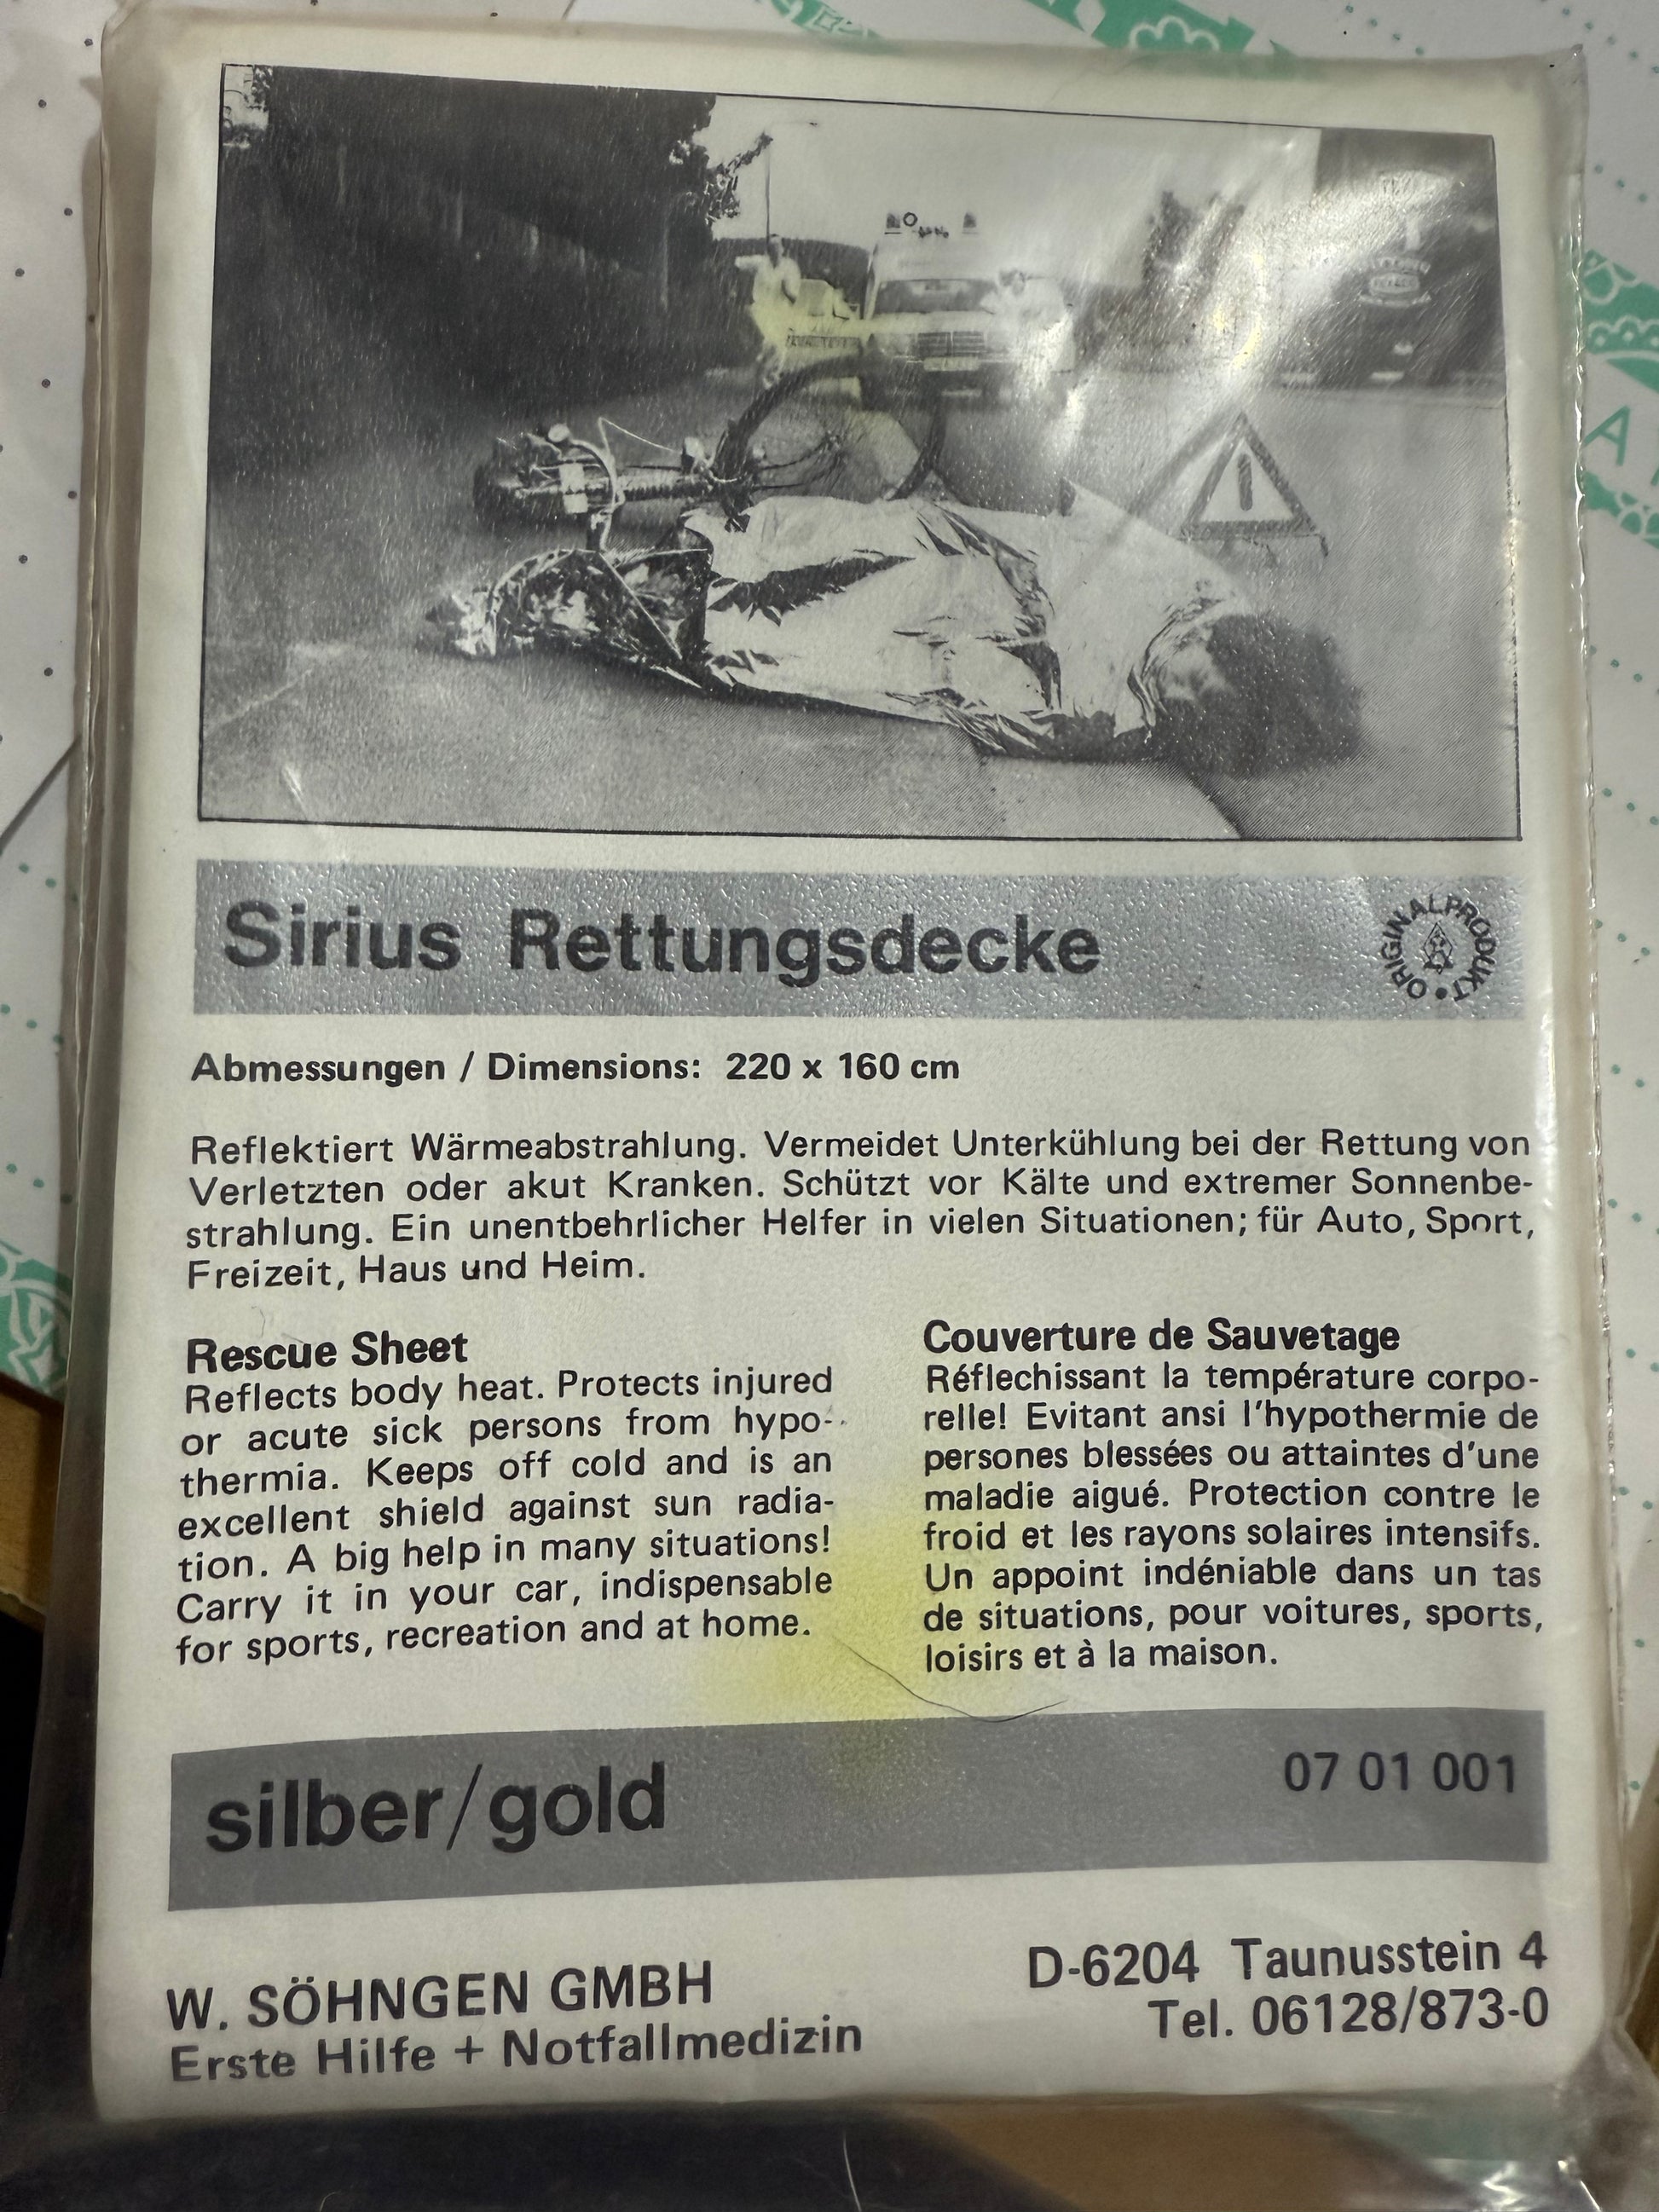 Sirius Rettungsdecke
ORIGINALPRODUKT
Abmessungen / Dimensions: 220 x 160 cm
Reflektiert Wärmeabstrahlung. Vermeidet Unterkühlung bei der Rettung von
Verletzten oder akut Kranken. Schützt vor Kälte und extremer Sonnenbe-
strahlung. Ein unentbehrlicher Helfer in vielen Situationen; für Auto, Sport,
Freizeit, Haus und Heim.
Rescue Sheet
Reflects body heat. Protects injured
or acute sick persons from hypo-
thermia. Keeps off cold and is an
excellent shield against sun radia-
tion. A big help in many situations!
Carry it in your car, indispensable
for sports, recreation and at home.
Couverture de Sauvetage
Réflechissant la température corpo-
relle! Evitant ansi l'hypothermie de
persones blessées ou attaintes d'une
maladie aigué. Protection contre le
froid et les rayons solaires intensifs.
Un appoint indéniable dans un tas
de situations, pour voitures, sports,
loisirs et à la maison.
silber/gold
07 01 001
W. SÖHNGEN GMBH
Erste Hilfe + Notfallmedizin
D-6204 Taunusstein 4
Tel. 06128/873-0